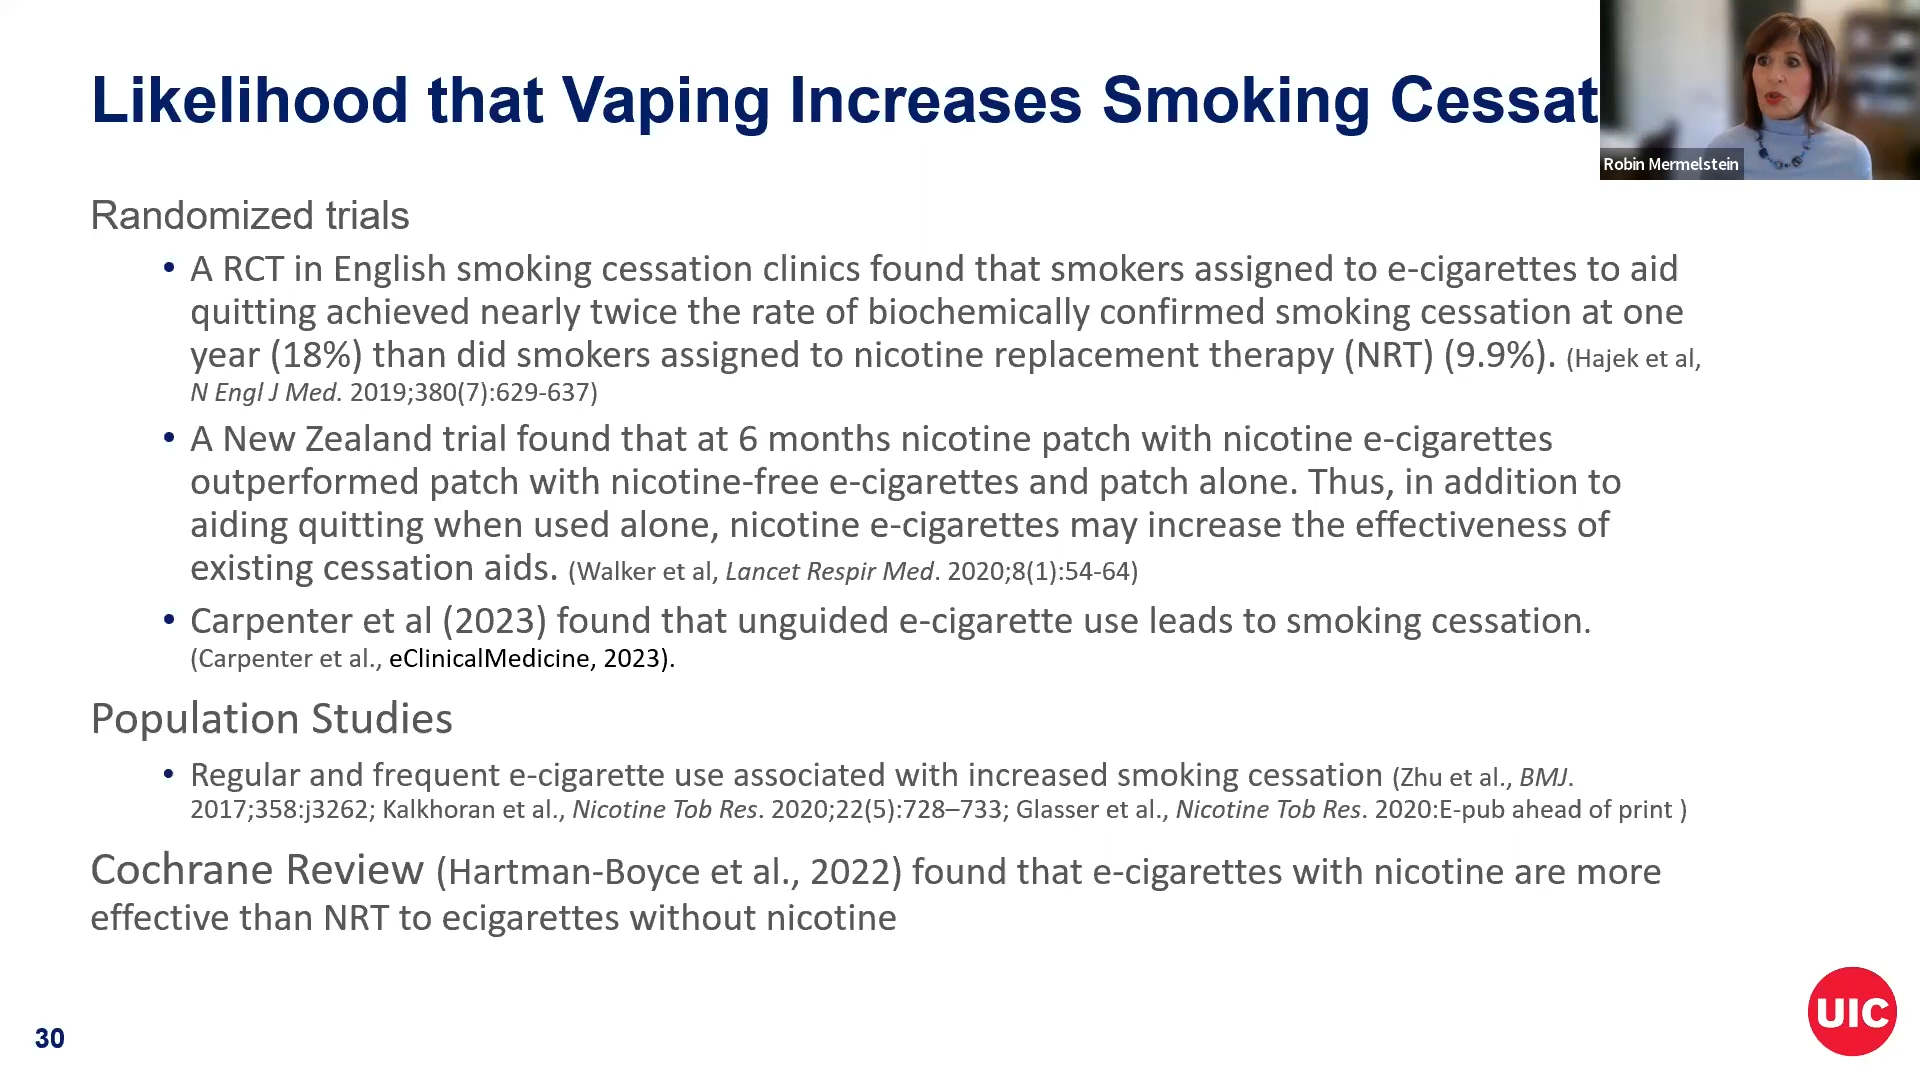 Likelihood that Vaping Increases Smoking Cessat
Robin Mermelstein
Randomized trials
• A RCT in English smoking cessation clinics found that smokers assigned to e-cigarettes to aid
quitting achieved nearly twice the rate of biochemically confirmed smoking cessation at one
year (18%) than did smokers assigned to nicotine replacement therapy (NRT) (9.9%). (Hajek et al,
N Engl J Med. 2019;380(7):629-637)
• A New Zealand trial found that at 6 months nicotine patch with nicotine e-cigarettes
outperformed patch with nicotine-free e-cigarettes and patch alone. Thus, in addition to
aiding quitting when used alone, nicotine e-cigarettes may increase the effectiveness of
existing cessation aids. (Walker et al, Lancet Respir Med. 2020;8(1):54-64)
• Carpenter et al (2023) found that unguided e-cigarette use leads to smoking cessation.
(Carpenter et al., eClinicalMedicine, 2023).
Population Studies
• Regular and frequent e-cigarette use associated with increased smoking cessation (Zhu et al., BMJ.
2017;358:j3262; Kalkhoran et al., Nicotine Tob Res. 2020;22(5):728–733; Glasser et al., Nicotine Tob Res. 2020:E-pub ahead of print )
Cochrane Review (Hartman-Boyce et al., 2022) found that e-cigarettes with nicotine are more
effective than NRT to ecigarettes without nicotine
UIC
30